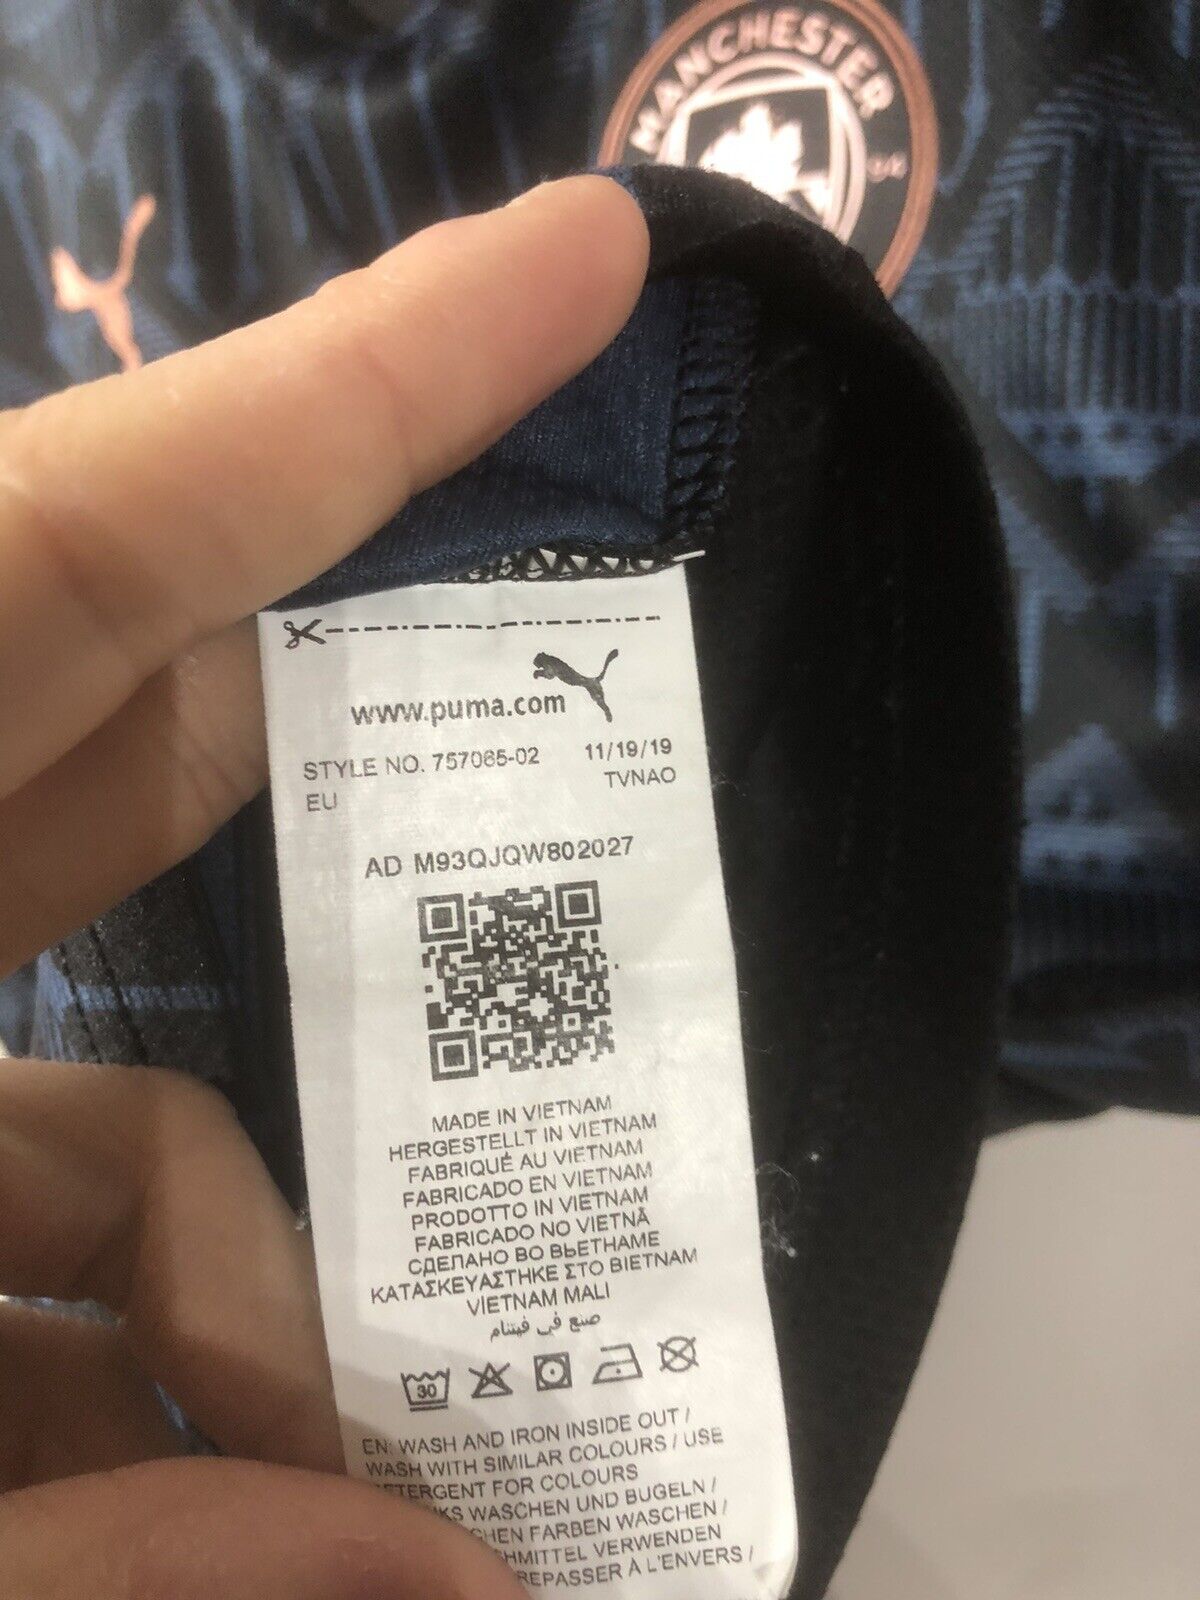 MANCHESTER
www.puma.com
STYLE NO. 757065-02 11/19/19
EU TVNAO
AD M93QJQW802027
MADE IN VIETNAM
HERGESTELLT IN VIETNAM
FABRIQUÉ AU VIETNAM
FABRICADO EN VIETNAM
PRODOTTO IN VIETNAM
FABRICADO NO VIETNÃ
СДЕЛАНО ВО ВЬЕТНАМЕ
ΚΑΤΑΣΚΕΥΑΣΤΗΚΕ ΣΤΟ ΒΙΕΤΝΑΜ
VIETNAM MALI
صنع في فيتنام
30
EN: WASH AND IRON INSIDE OUT /
WASH WITH SIMILAR COLOURS / USE
DETERGENT FOR COLOURS
WASCHEN UND BUGELN /
FARBEN WASCHEN /
VERWENDEN
REPASSER À L'ENVERS /